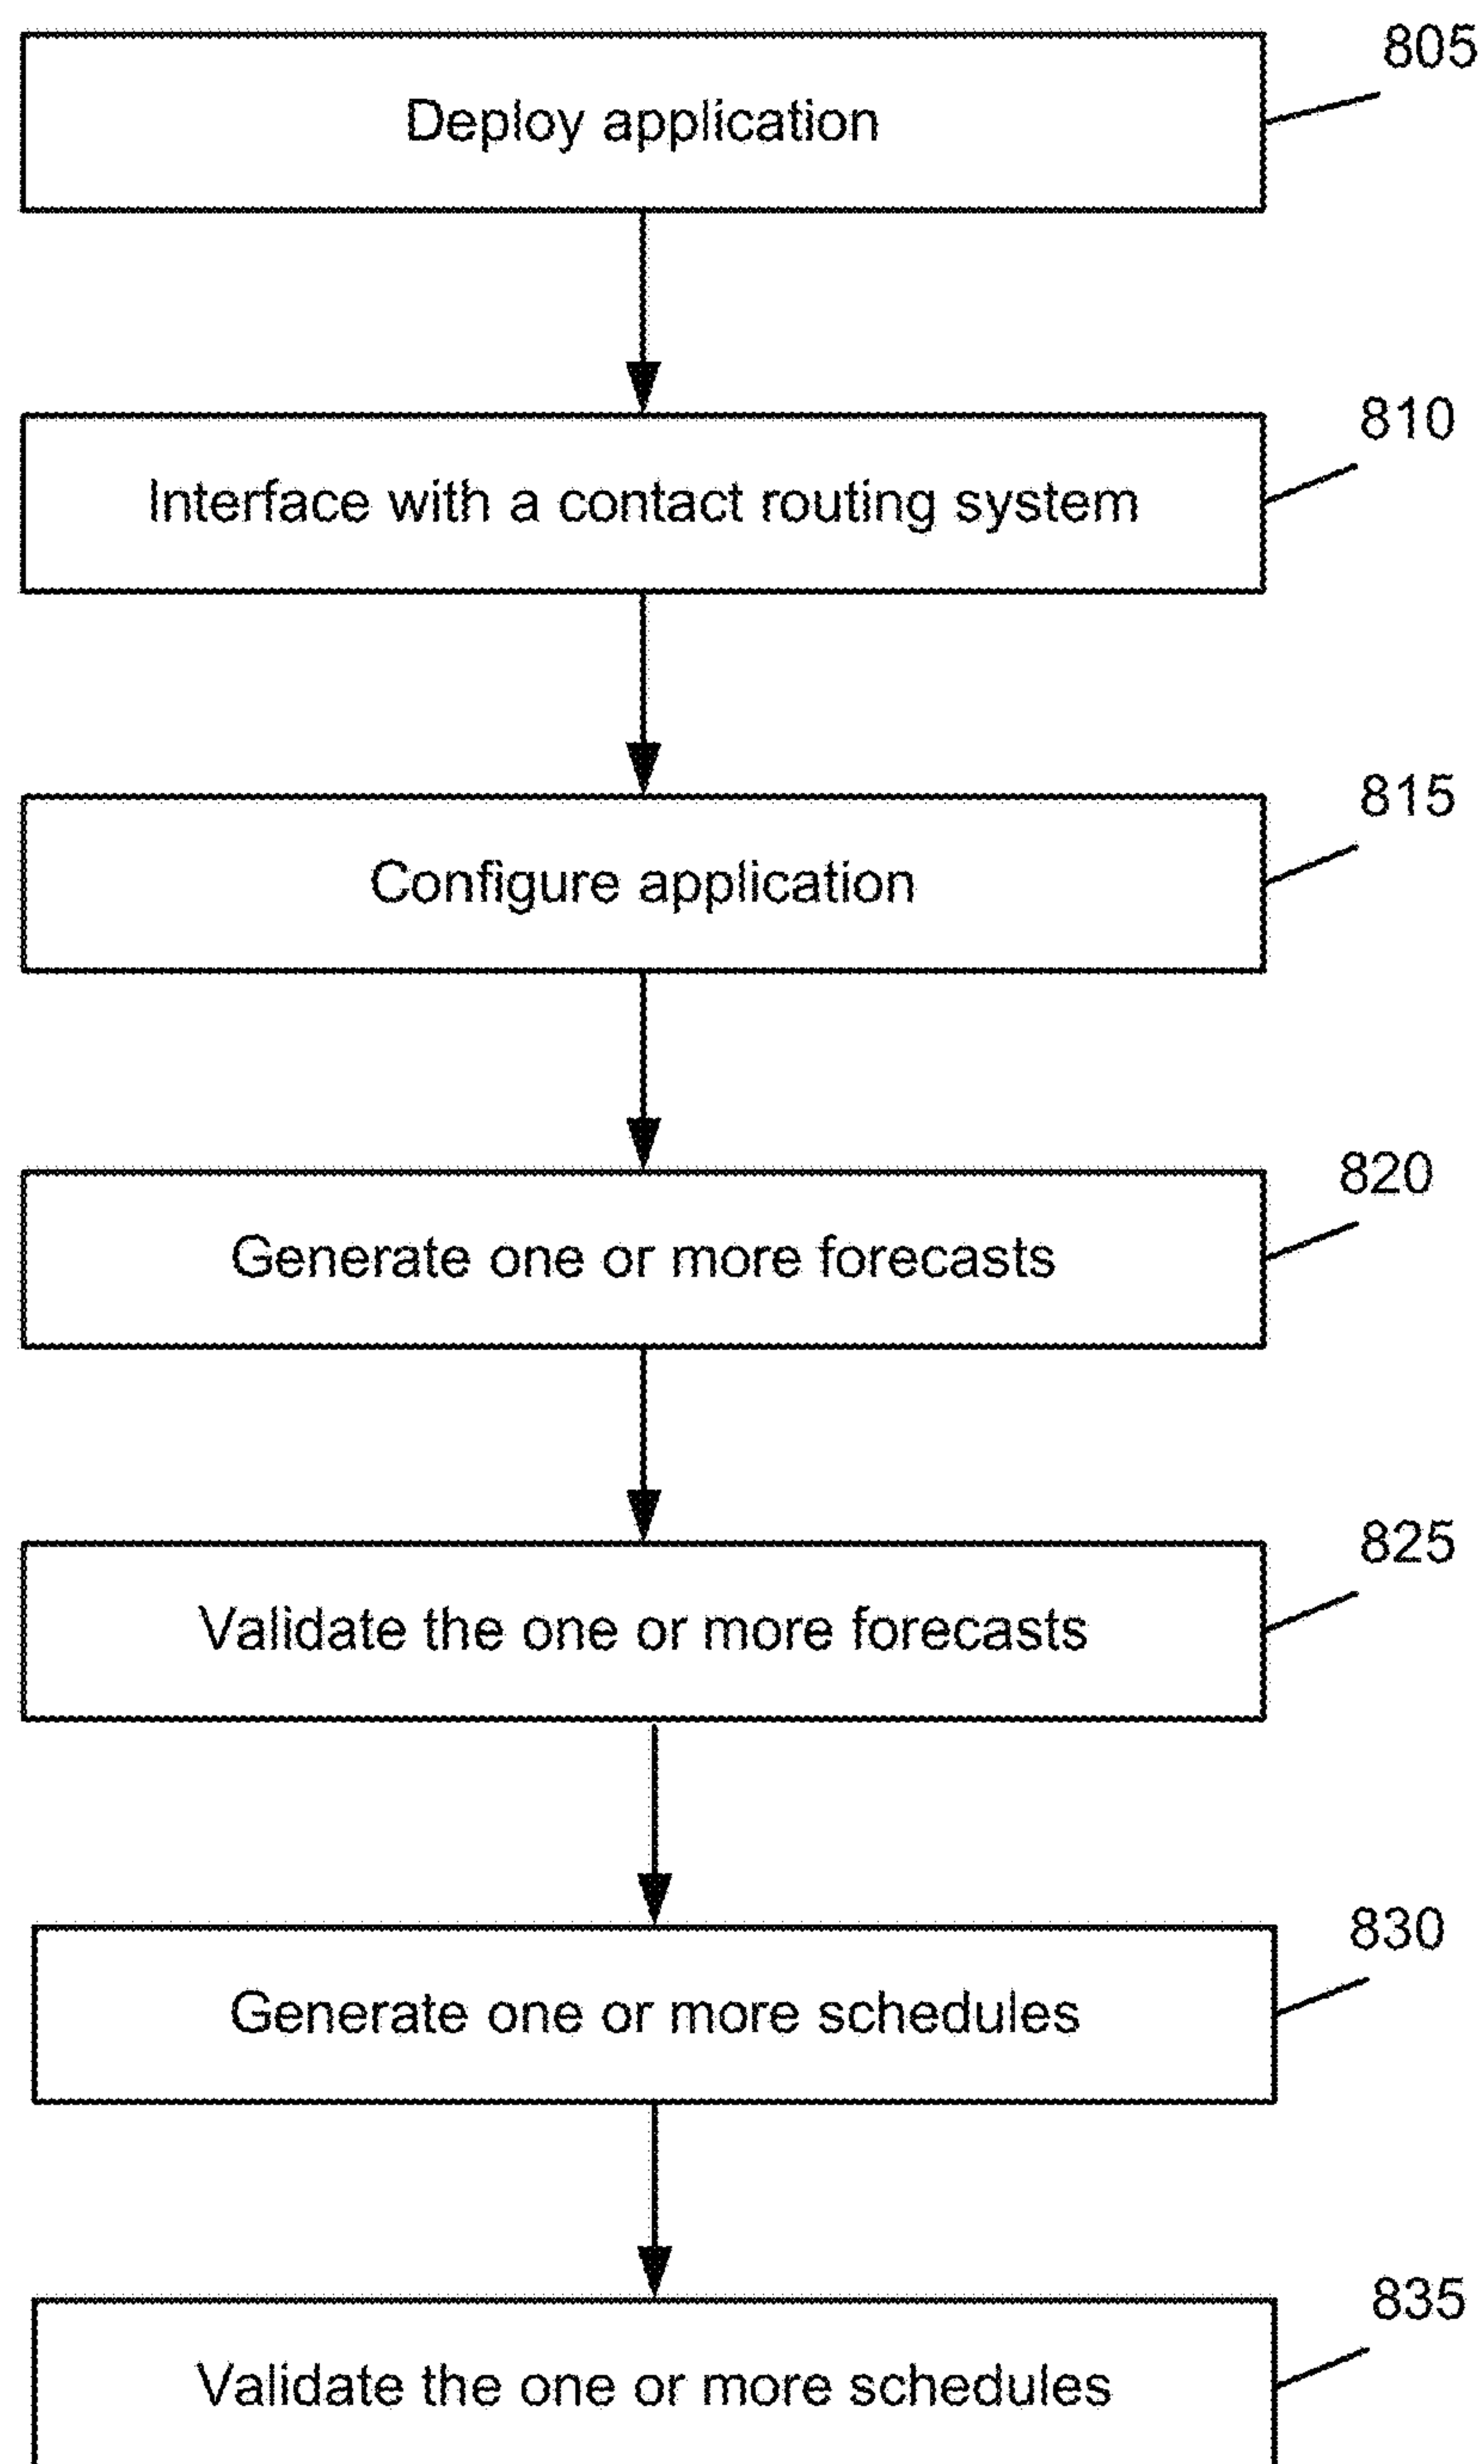 805
Deploy application
810
Interface with a contact routing system
815
Configure application
820
Generate one or more forecasts
825
Validate the one or more forecasts
830
Generate one or more schedules
835
Validate the one or more schedules